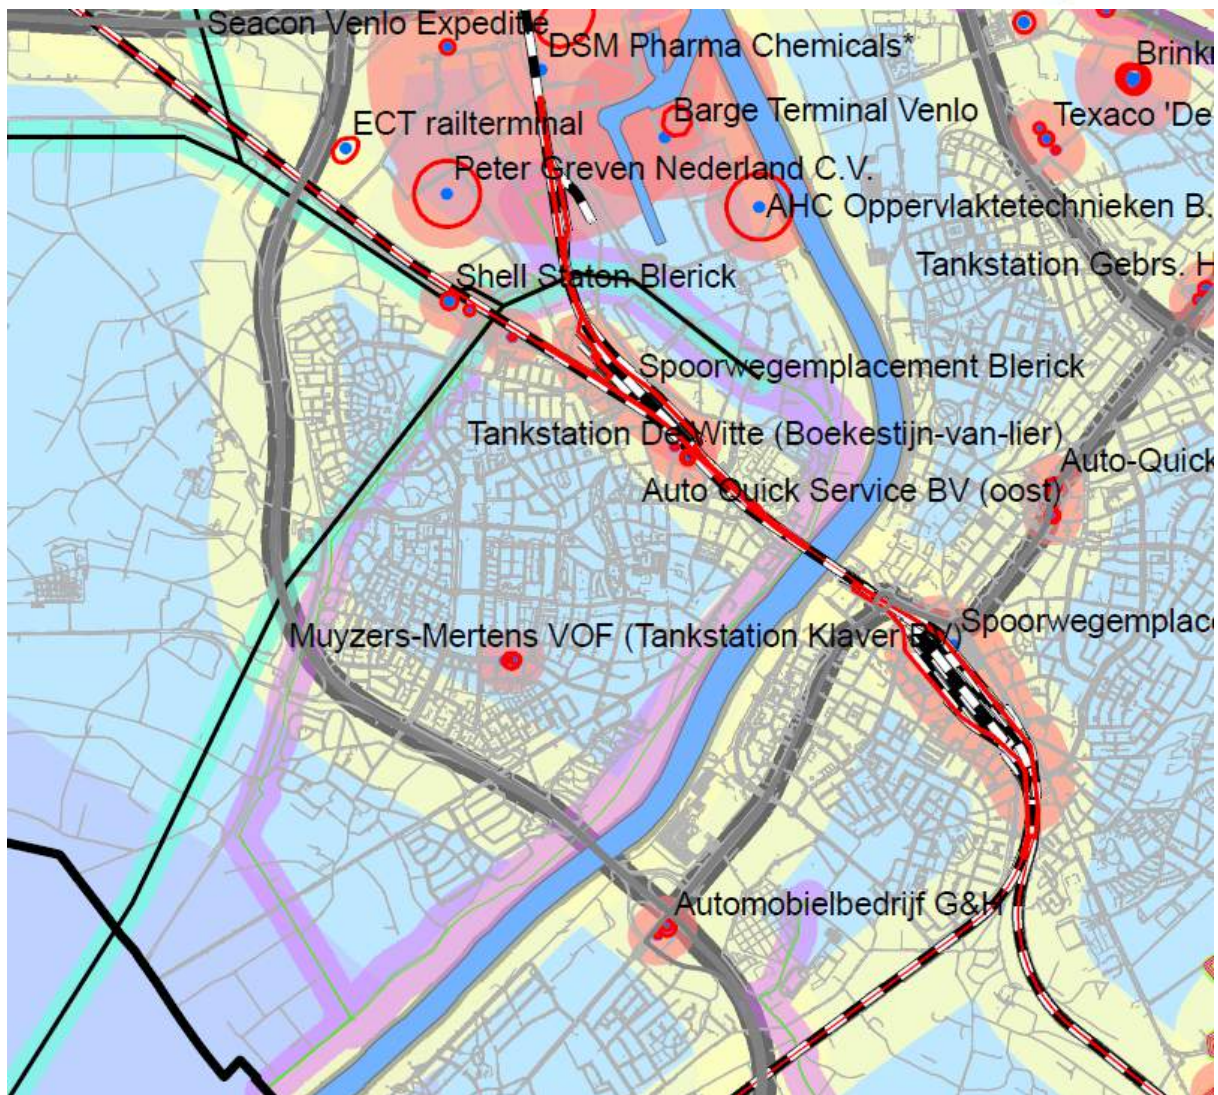 Seacon Venlo Expeditie
DSM Pharma Chemicals*
Brinkr
ECT railterminal
Barge Terminal Venlo
Texaco 'De
Peter Greven Nederland C.V.
AHC Oppervlaktetechnieken B.
Shell Staton Blerick
Tankstation Gebrs. H
Spoorwegemplacement Blerick
Tankstation De Witte (Boekestijn-van-lier)
Auto-Quick
Auto Quick Service BV (oost)
Muyzers-Mertens VOF (Tankstation Klaver BV)
Spoorwegemplace
Automobielbedrijf G&H